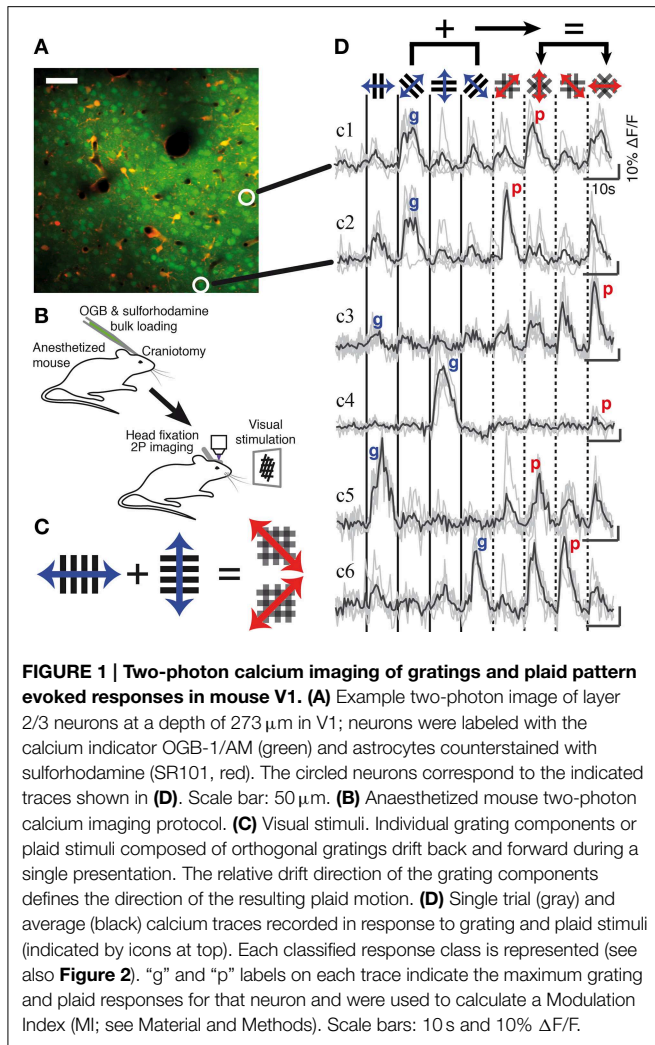 A
D
+
=
g
p
c1
10% ΔF/F
10s
g
p
c2
B
OGB & sulforhodamine
bulk loading
Anesthetized
mouse
Craniotomy
g
p
c3
Head fixation
2P imaging
Visual
stimulation
g
p
c4
C
+
=
g
p
c5
g
p
c6
FIGURE 1 | Two-photon calcium imaging of gratings and plaid pattern
evoked responses in mouse V1. (A) Example two-photon image of layer
2/3 neurons at a depth of 273 μm in V1; neurons were labeled with the
calcium indicator OGB-1/AM (green) and astrocytes counterstained with
sulforhodamine (SR101, red). The circled neurons correspond to the indicated
traces shown in (D). Scale bar: 50 μm. (B) Anaesthetized mouse two-photon
calcium imaging protocol. (C) Visual stimuli. Individual grating components or
plaid stimuli composed of orthogonal gratings drift back and forward during a
single presentation. The relative drift direction of the grating components
defines the direction of the resulting plaid motion. (D) Single trial (gray) and
average (black) calcium traces recorded in response to grating and plaid stimuli
(indicated by icons at top). Each classified response class is represented (see
also Figure 2). “g” and “p” labels on each trace indicate the maximum grating
and plaid responses for that neuron and were used to calculate a Modulation
Index (MI; see Material and Methods). Scale bars: 10 s and 10% ΔF/F.